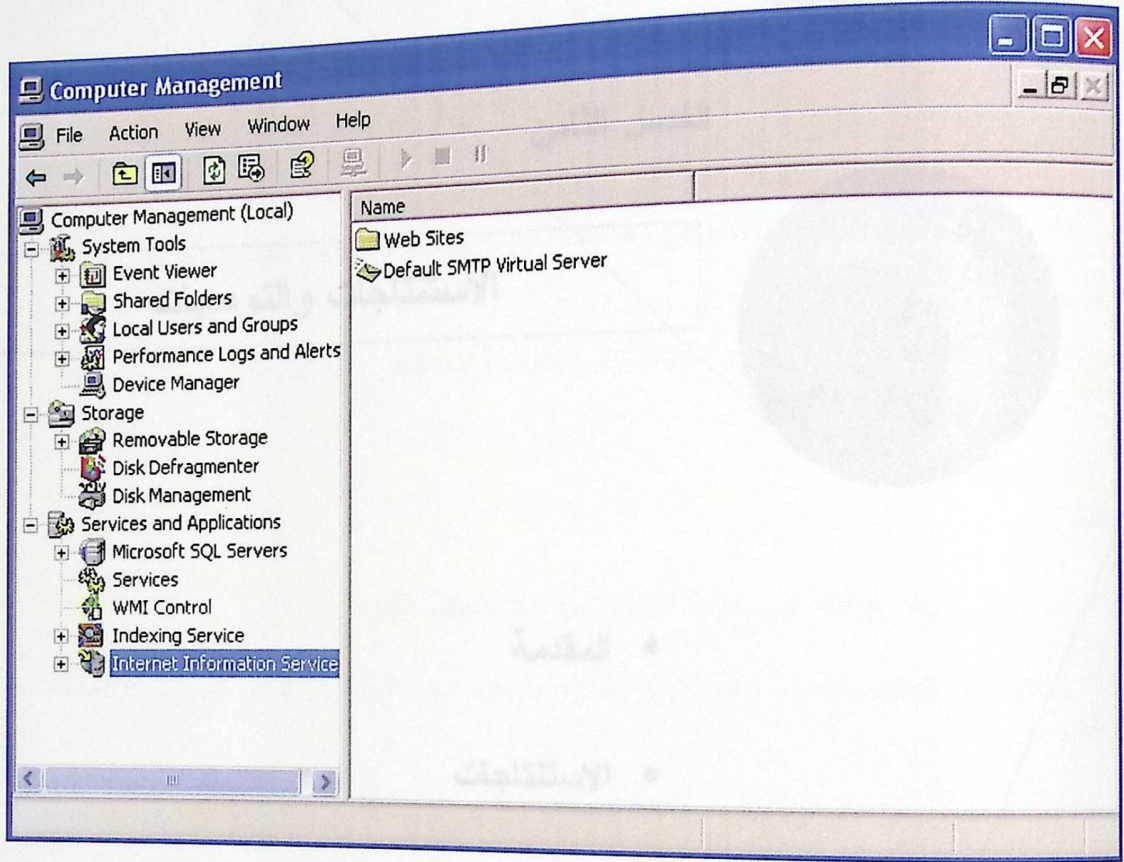 Computer Management
File Action View Window Help
Name
Computer Management (Local)
System Tools
Event Viewer
Shared Folders
Local Users and Groups
Performance Logs and Alerts
Device Manager
Storage
Removable Storage
Disk Defragmenter
Disk Management
Services and Applications
Microsoft SQL Servers
Services
WMI Control
Indexing Service
Internet Information Service
Web Sites
Default SMTP Virtual Server
الاستنتاجات و
المقدمة
الاستنتاجات